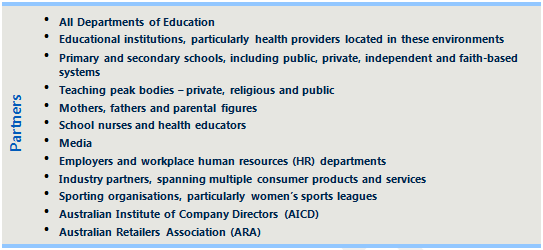 Partners
• All Departments of Education
• Educational institutions, particularly health providers located in these environments
• Primary and secondary schools, including public, private, independent and faith-based
systems
• Teaching peak bodies – private, religious and public
• Mothers, fathers and parental figures
• School nurses and health educators
• Media
• Employers and workplace human resources (HR) departments
• Industry partners, spanning multiple consumer products and services
• Sporting organisations, particularly women's sports leagues
• Australian Institute of Company Directors (AICD)
• Australian Retailers Association (ARA)